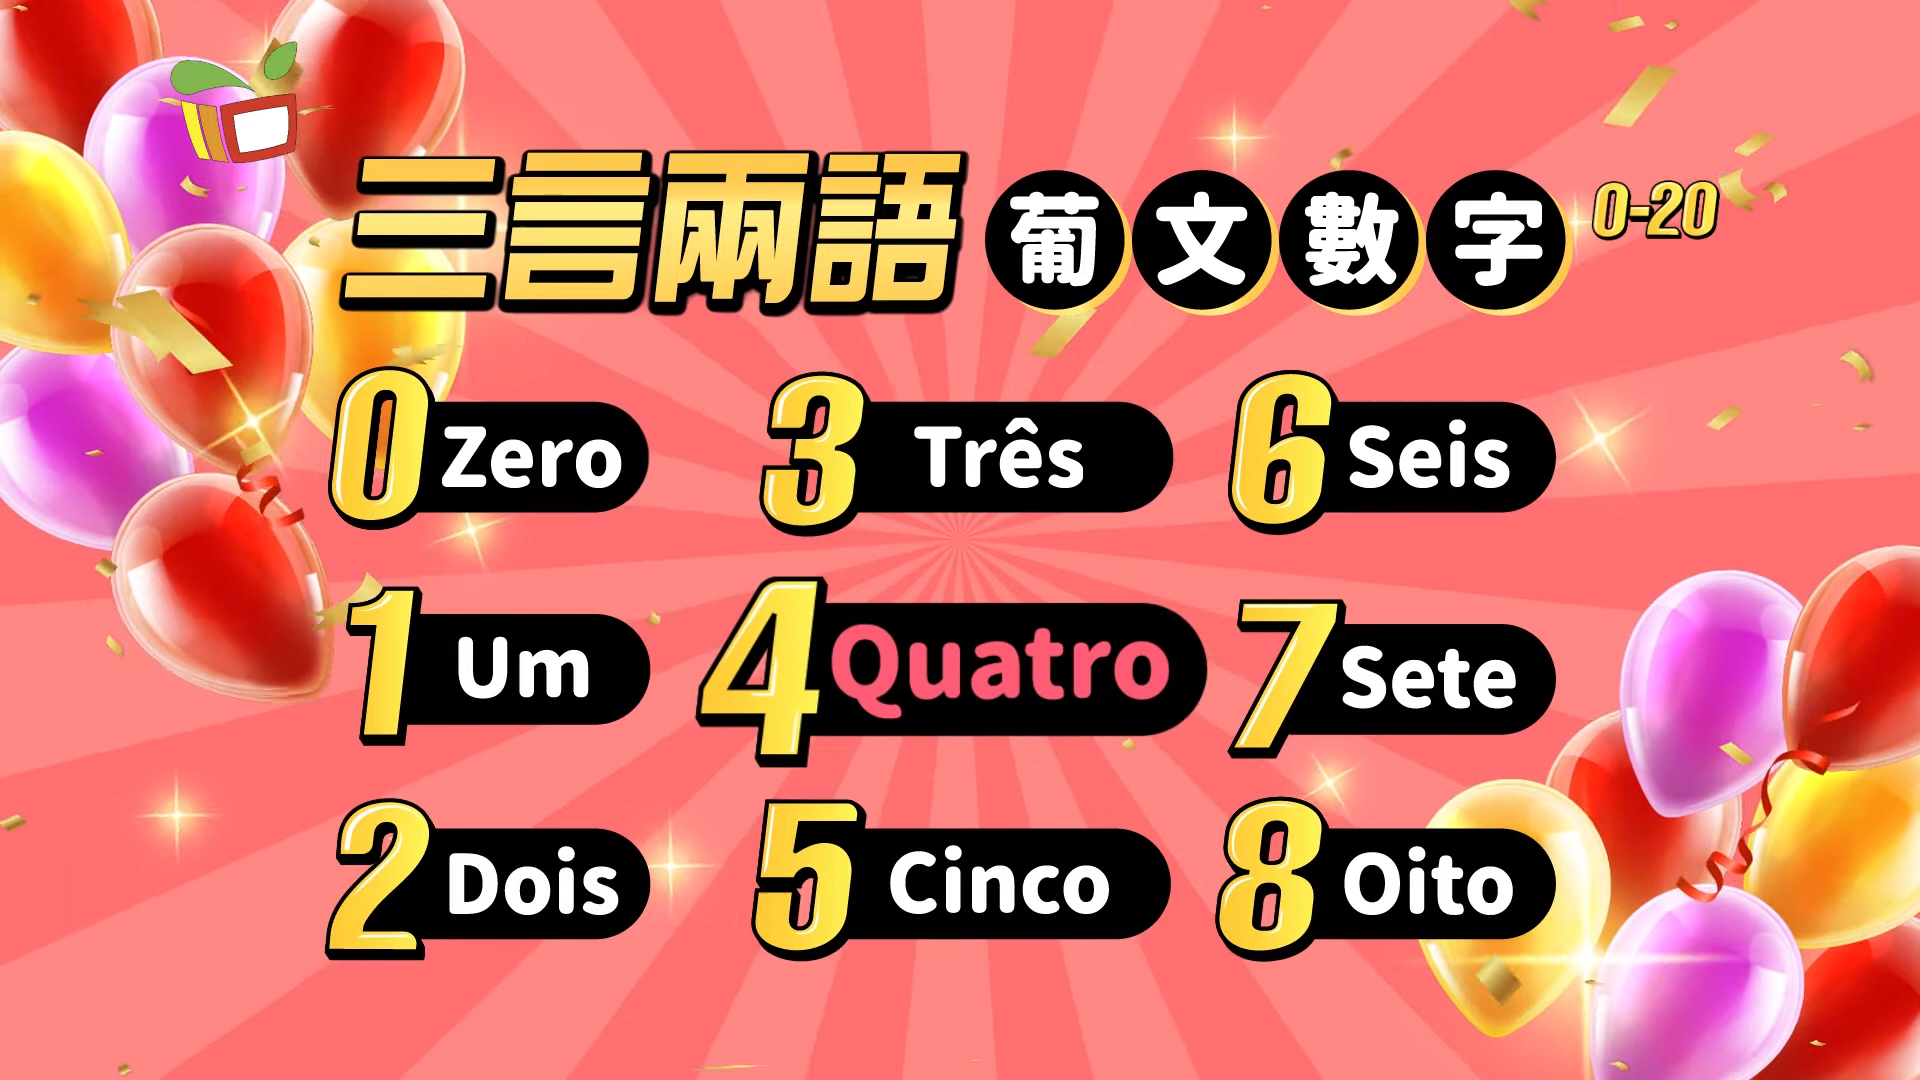 三言兩語 葡文數字 0-20
0 Zero
1 Um
2 Dois
3 Três
4 Quatro
5 Cinco
6 Seis
7 Sete
8 Oito